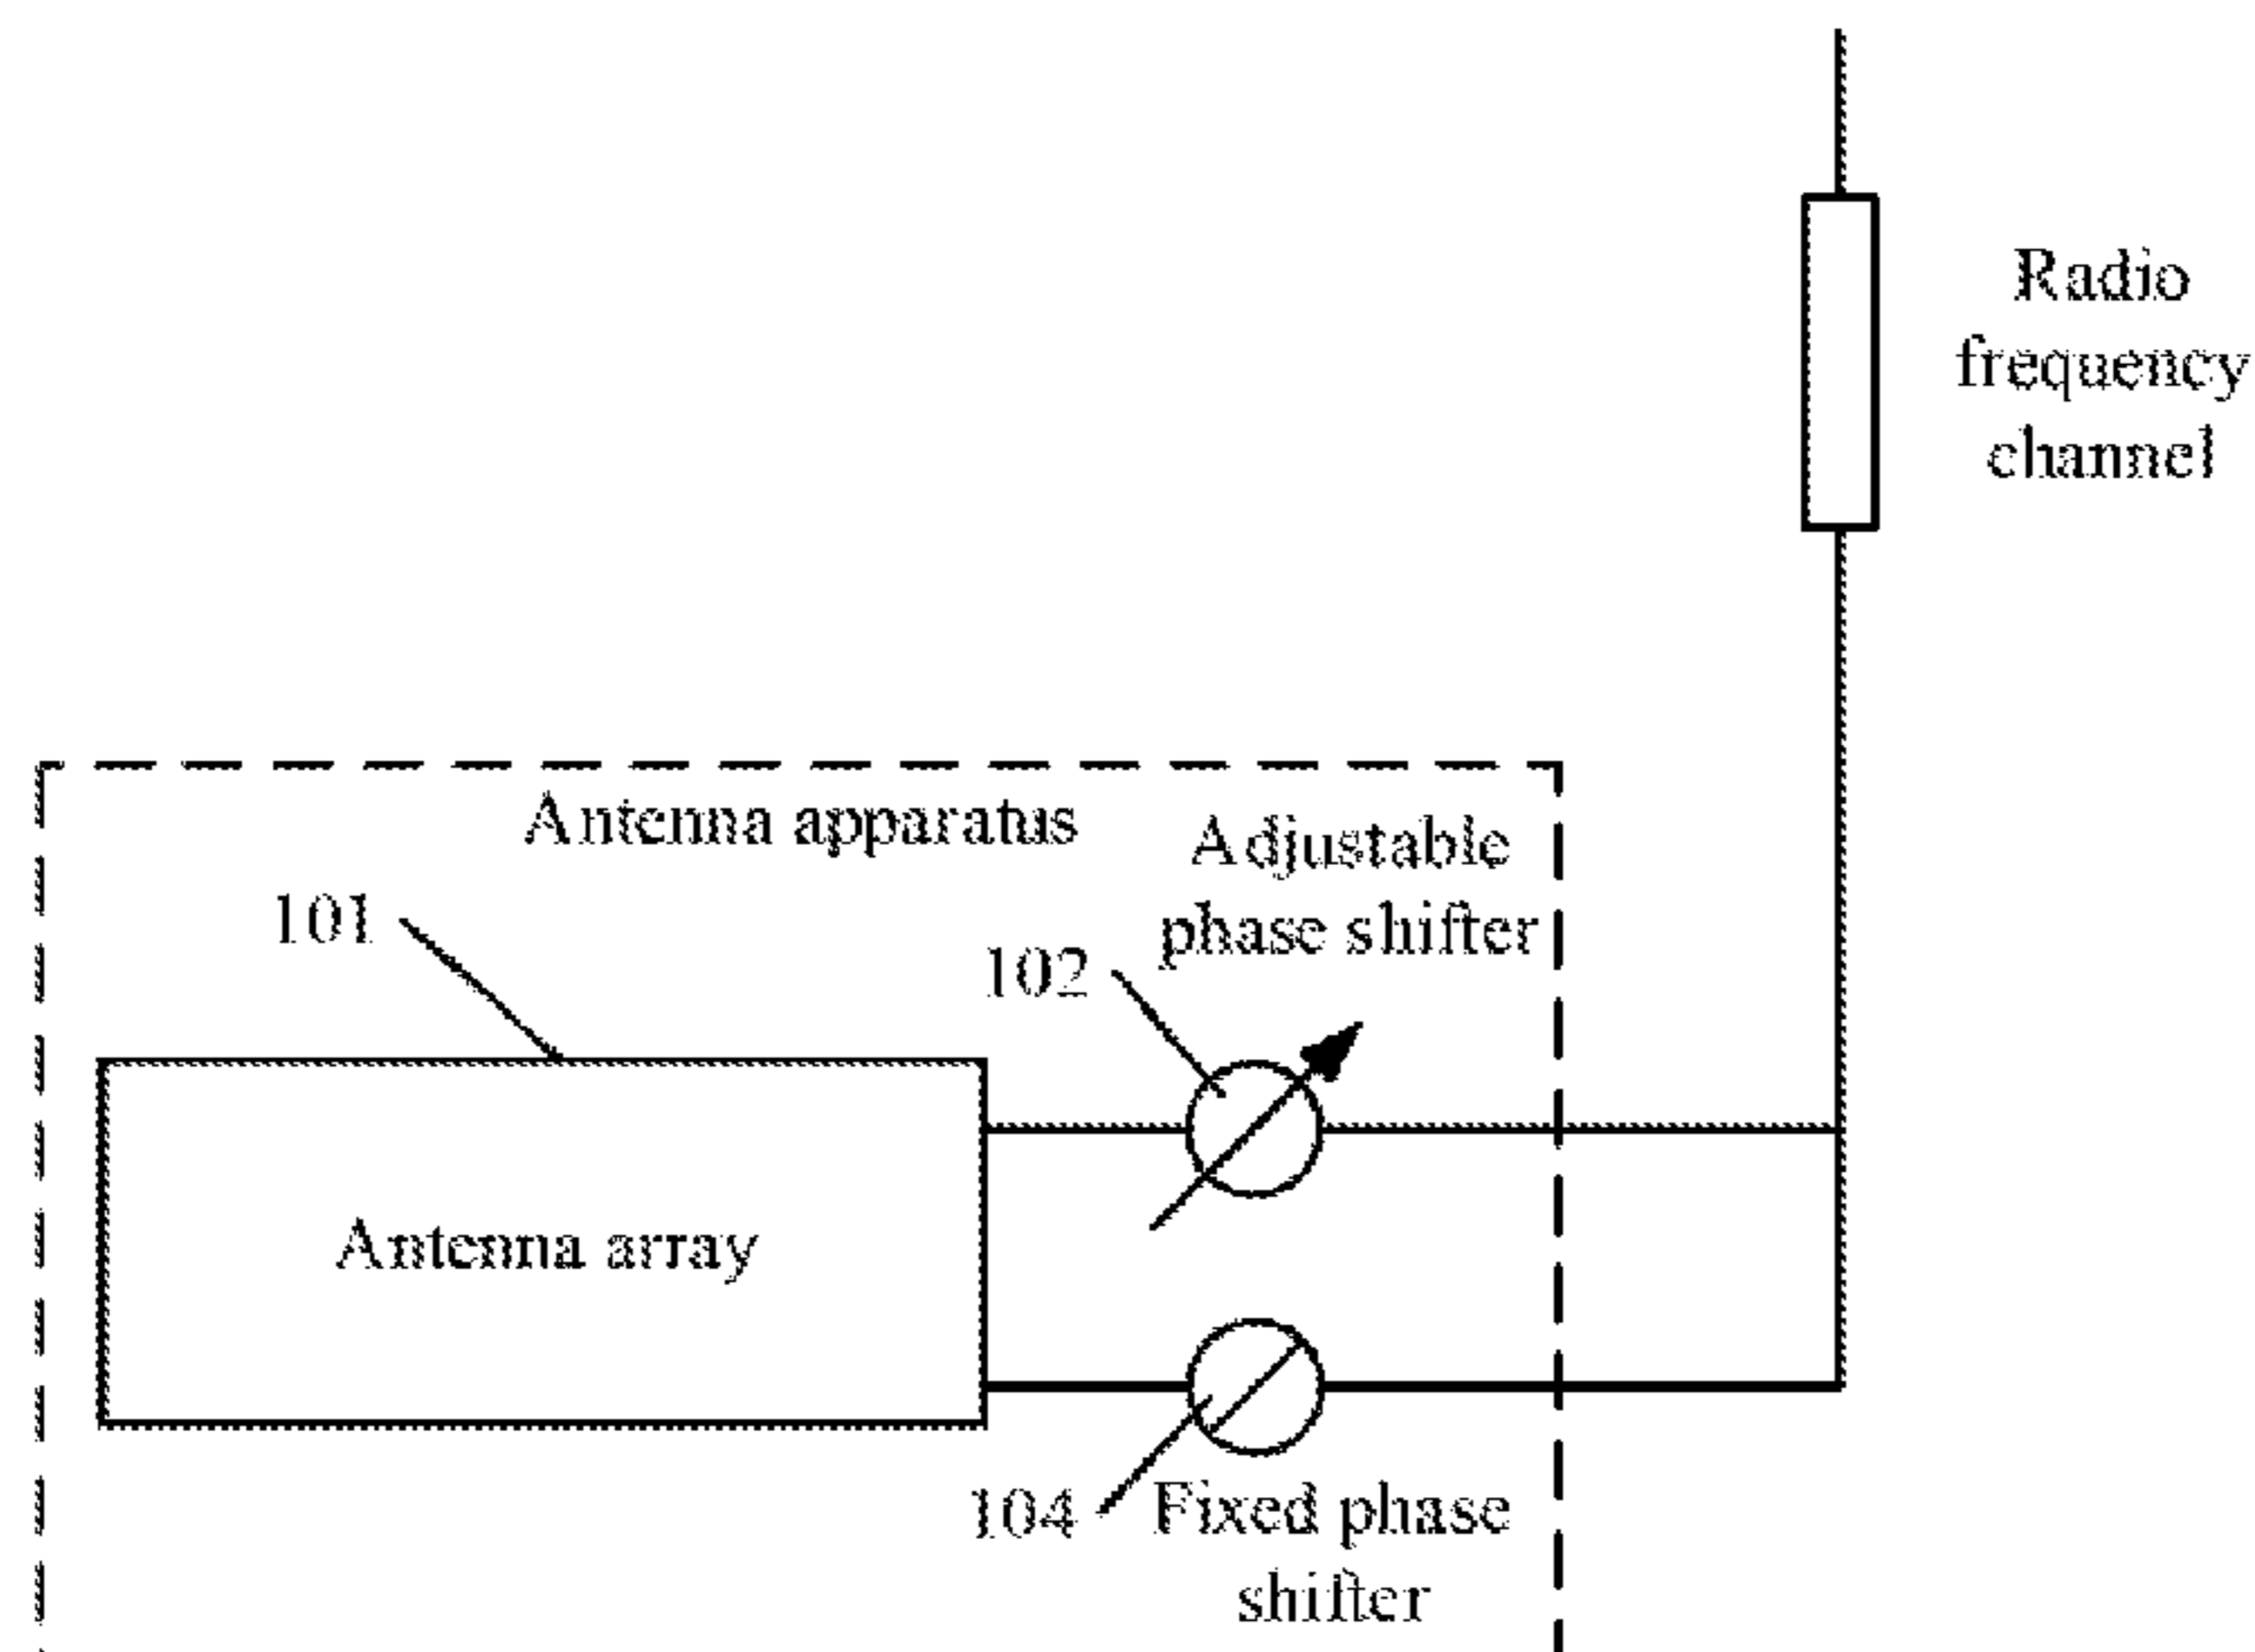 Radio
frequency
channel
Antenna apparatus
Adjustable
phase shifter
101
102
Antenna array
104
Fixed phase
shifter